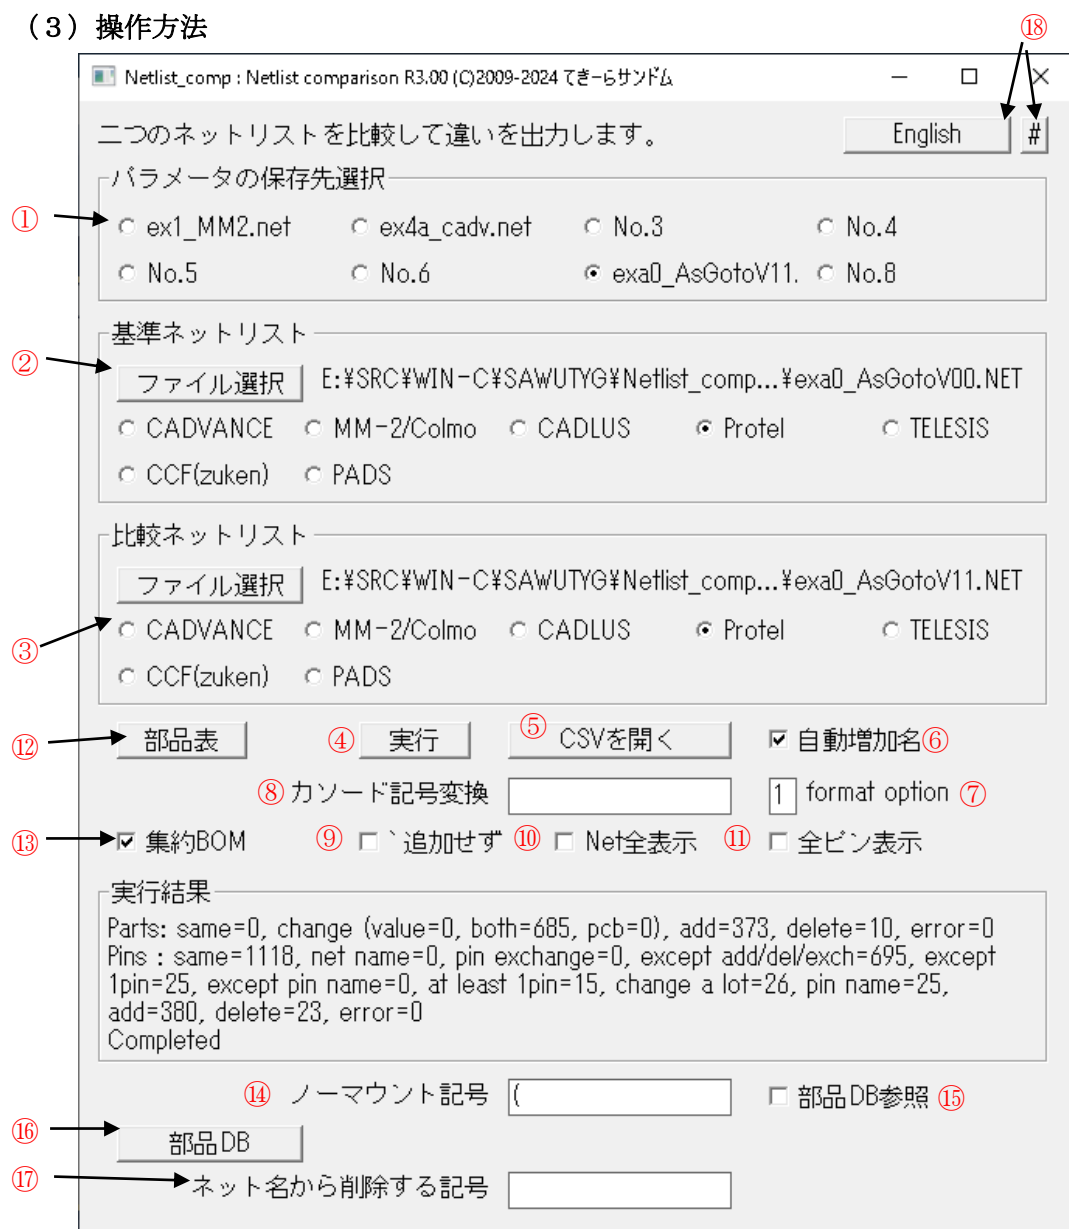 （３）操作方法
⑱
Netlist_comp : Netlist comparison R3.00 (C)2009-2024 てきーらサンドム
二つのネットリストを比較して違いを出力します。 English #
パラメータの保存先選択
① ex1_MM2.net ex4a_cadv.net No.3 No.4
No.5 No.6 exa0_AsGotoV11. No.8
基準ネットリスト
② ファイル選択 E:¥SRC¥WIN-C¥SAWUTYG¥Netlist_comp...¥exa0_AsGotoV00.NET
CADVANCE MM-2/Colmo CADLUS Protel TELESIS
CCF(zuken) PADS
比較ネットリスト
ファイル選択 E:¥SRC¥WIN-C¥SAWUTYG¥Netlist_comp...¥exa0_AsGotoV11.NET
③ CADVANCE MM-2/Colmo CADLUS Protel TELESIS
CCF(zuken) PADS
⑫ 部品表 ④ 実行 ⑤ CSVを開く 自動増加名⑥
⑧カソード記号変換 1 format option ⑦
⑬ 集約BOM ⑨ `追加せず ⑩ Net全表示 ⑪ 全ピン表示
実行結果
Parts: same=0, change (value=0, both=685, pcb=0), add=373, delete=10, error=0
Pins : same=1118, net name=0, pin exchange=0, except add/del/exch=695, except
1pin=25, except pin name=0, at least 1pin=15, change a lot=26, pin name=25,
add=380, delete=23, error=0
Completed
⑭ ノーマウント記号 ( 部品DB参照 ⑮
⑯ 部品DB
⑰ ネット名から削除する記号